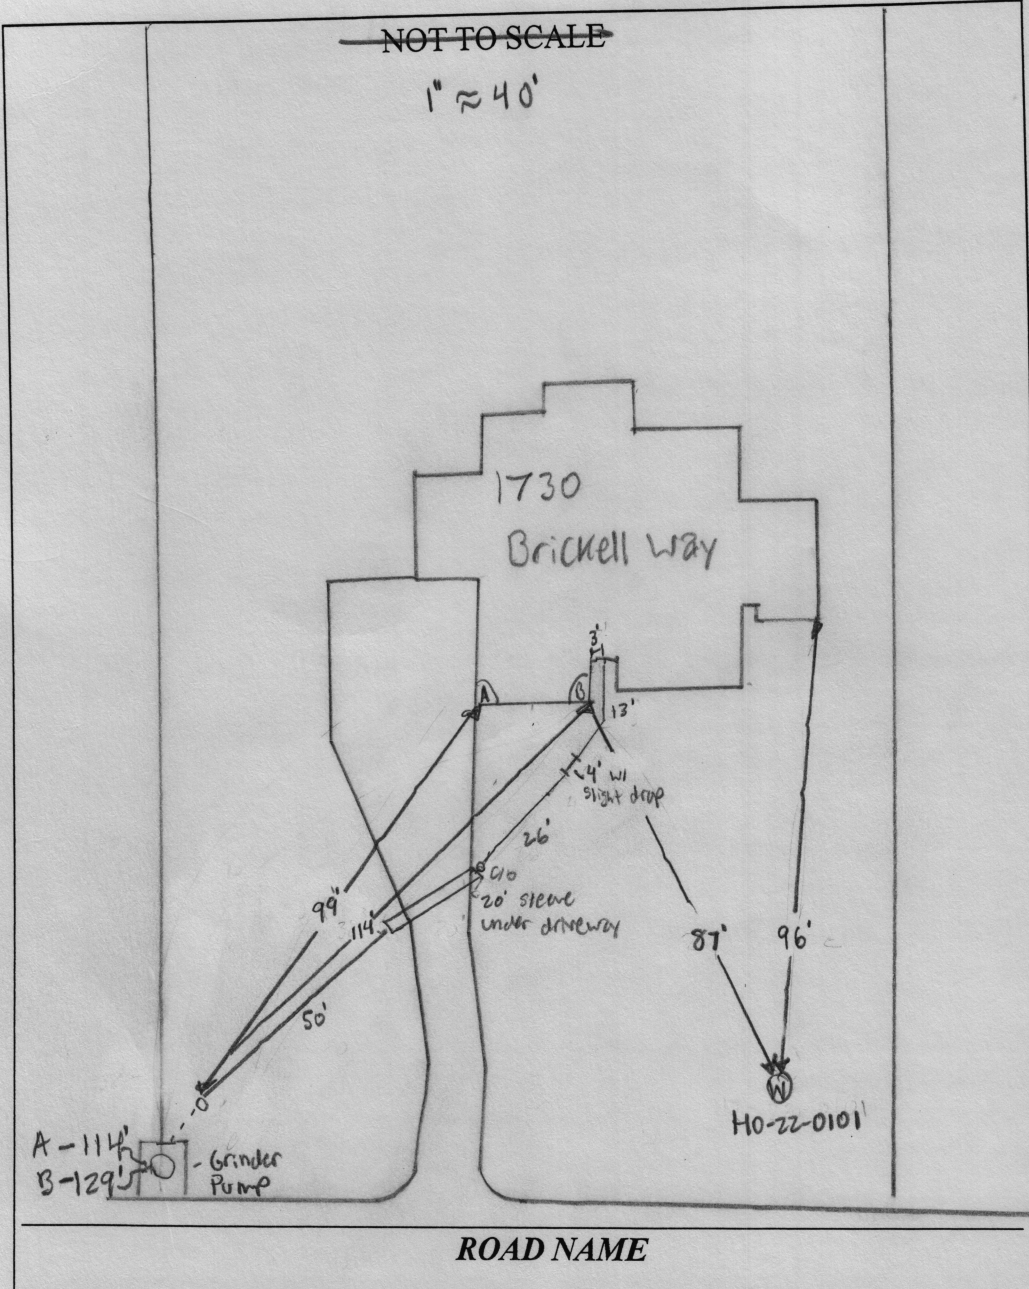 NOT TO SCALE
1" ≈ 40'
1730
Brickell Way
3'
A
B
13'
4' w/
slight drop
26'
c/o
20' sleeve
under driveway
99'
114'
87'
96'
50'
W
HO-22-0101
A - 114'
B - 129'
- Grinder
Pump
ROAD NAME